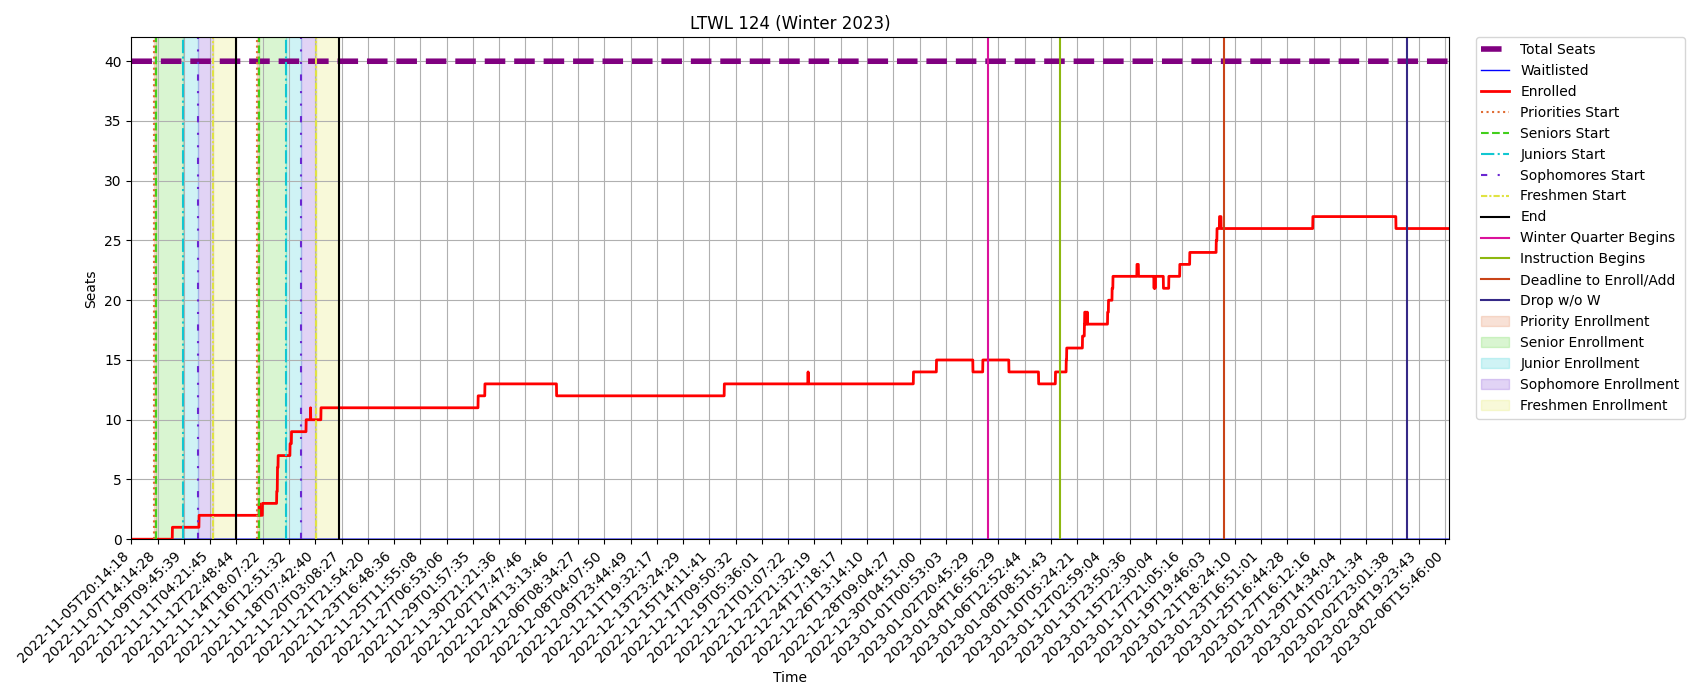 LTWL 124 (Winter 2023)
Seats
40
35
30
25
20
15
10
5
0
2022-11-05T20:14:18
2022-11-07T14:14:28
2022-11-09T09:45:39
2022-11-11T04:21:45
2022-11-12T22:48:44
2022-11-14T18:07:22
2022-11-16T12:51:32
2022-11-18T07:42:40
2022-11-20T03:08:27
2022-11-21T21:54:20
2022-11-23T16:48:36
2022-11-25T11:55:08
2022-11-27T06:53:06
2022-11-29T01:57:35
2022-11-30T21:21:36
2022-12-02T17:47:46
2022-12-04T13:13:46
2022-12-06T08:34:27
2022-12-08T04:07:50
2022-12-09T23:44:49
2022-12-11T19:32:17
2022-12-13T23:24:29
2022-12-15T14:11:41
2022-12-17T09:50:32
2022-12-19T05:36:01
2022-12-21T01:07:22
2022-12-22T21:32:19
2022-12-24T17:18:17
2022-12-26T13:14:10
2022-12-28T09:04:27
2022-12-30T04:51:00
2023-01-01T00:53:03
2023-01-02T20:45:29
2023-01-04T16:56:29
2023-01-06T12:52:44
2023-01-08T08:51:43
2023-01-10T05:24:21
2023-01-12T02:59:04
2023-01-13T23:50:36
2023-01-15T22:30:04
2023-01-17T21:05:16
2023-01-19T19:46:03
2023-01-21T18:24:10
2023-01-23T16:51:01
2023-01-25T16:44:28
2023-01-27T16:12:16
2023-01-29T14:34:04
2023-02-01T02:21:34
2023-02-02T23:01:38
2023-02-04T19:23:43
2023-02-06T15:46:00
Time
Total Seats
Waitlisted
Enrolled
Priorities Start
Seniors Start
Juniors Start
Sophomores Start
Freshmen Start
End
Winter Quarter Begins
Instruction Begins
Deadline to Enroll/Add
Drop w/o W
Priority Enrollment
Senior Enrollment
Junior Enrollment
Sophomore Enrollment
Freshmen Enrollment